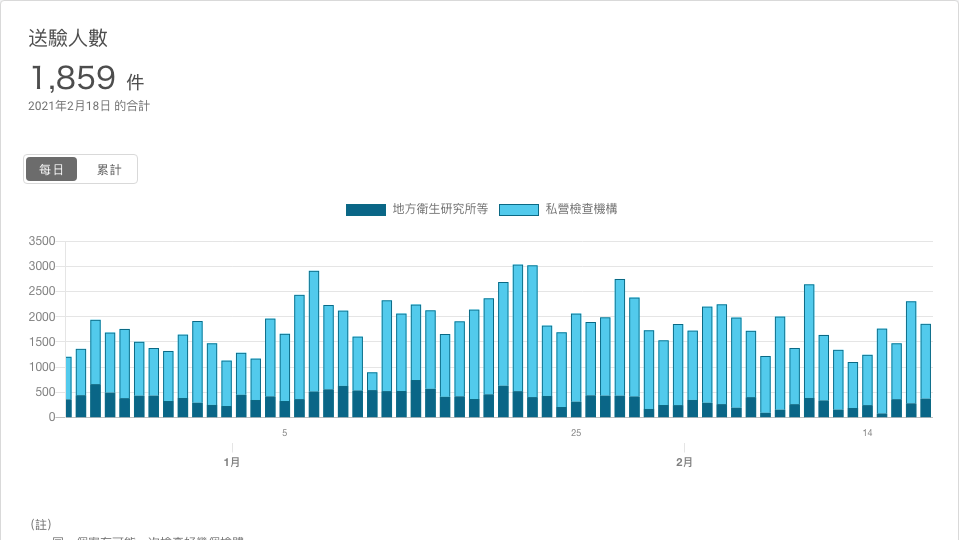 送驗人數
1,859 件
2021年2月18日 的合計
每日 累計
地方衛生研究所等 私營檢查機構
3500
3000
2500
2000
1500
1000
500
0
5 25 14
1月 2月
（註）